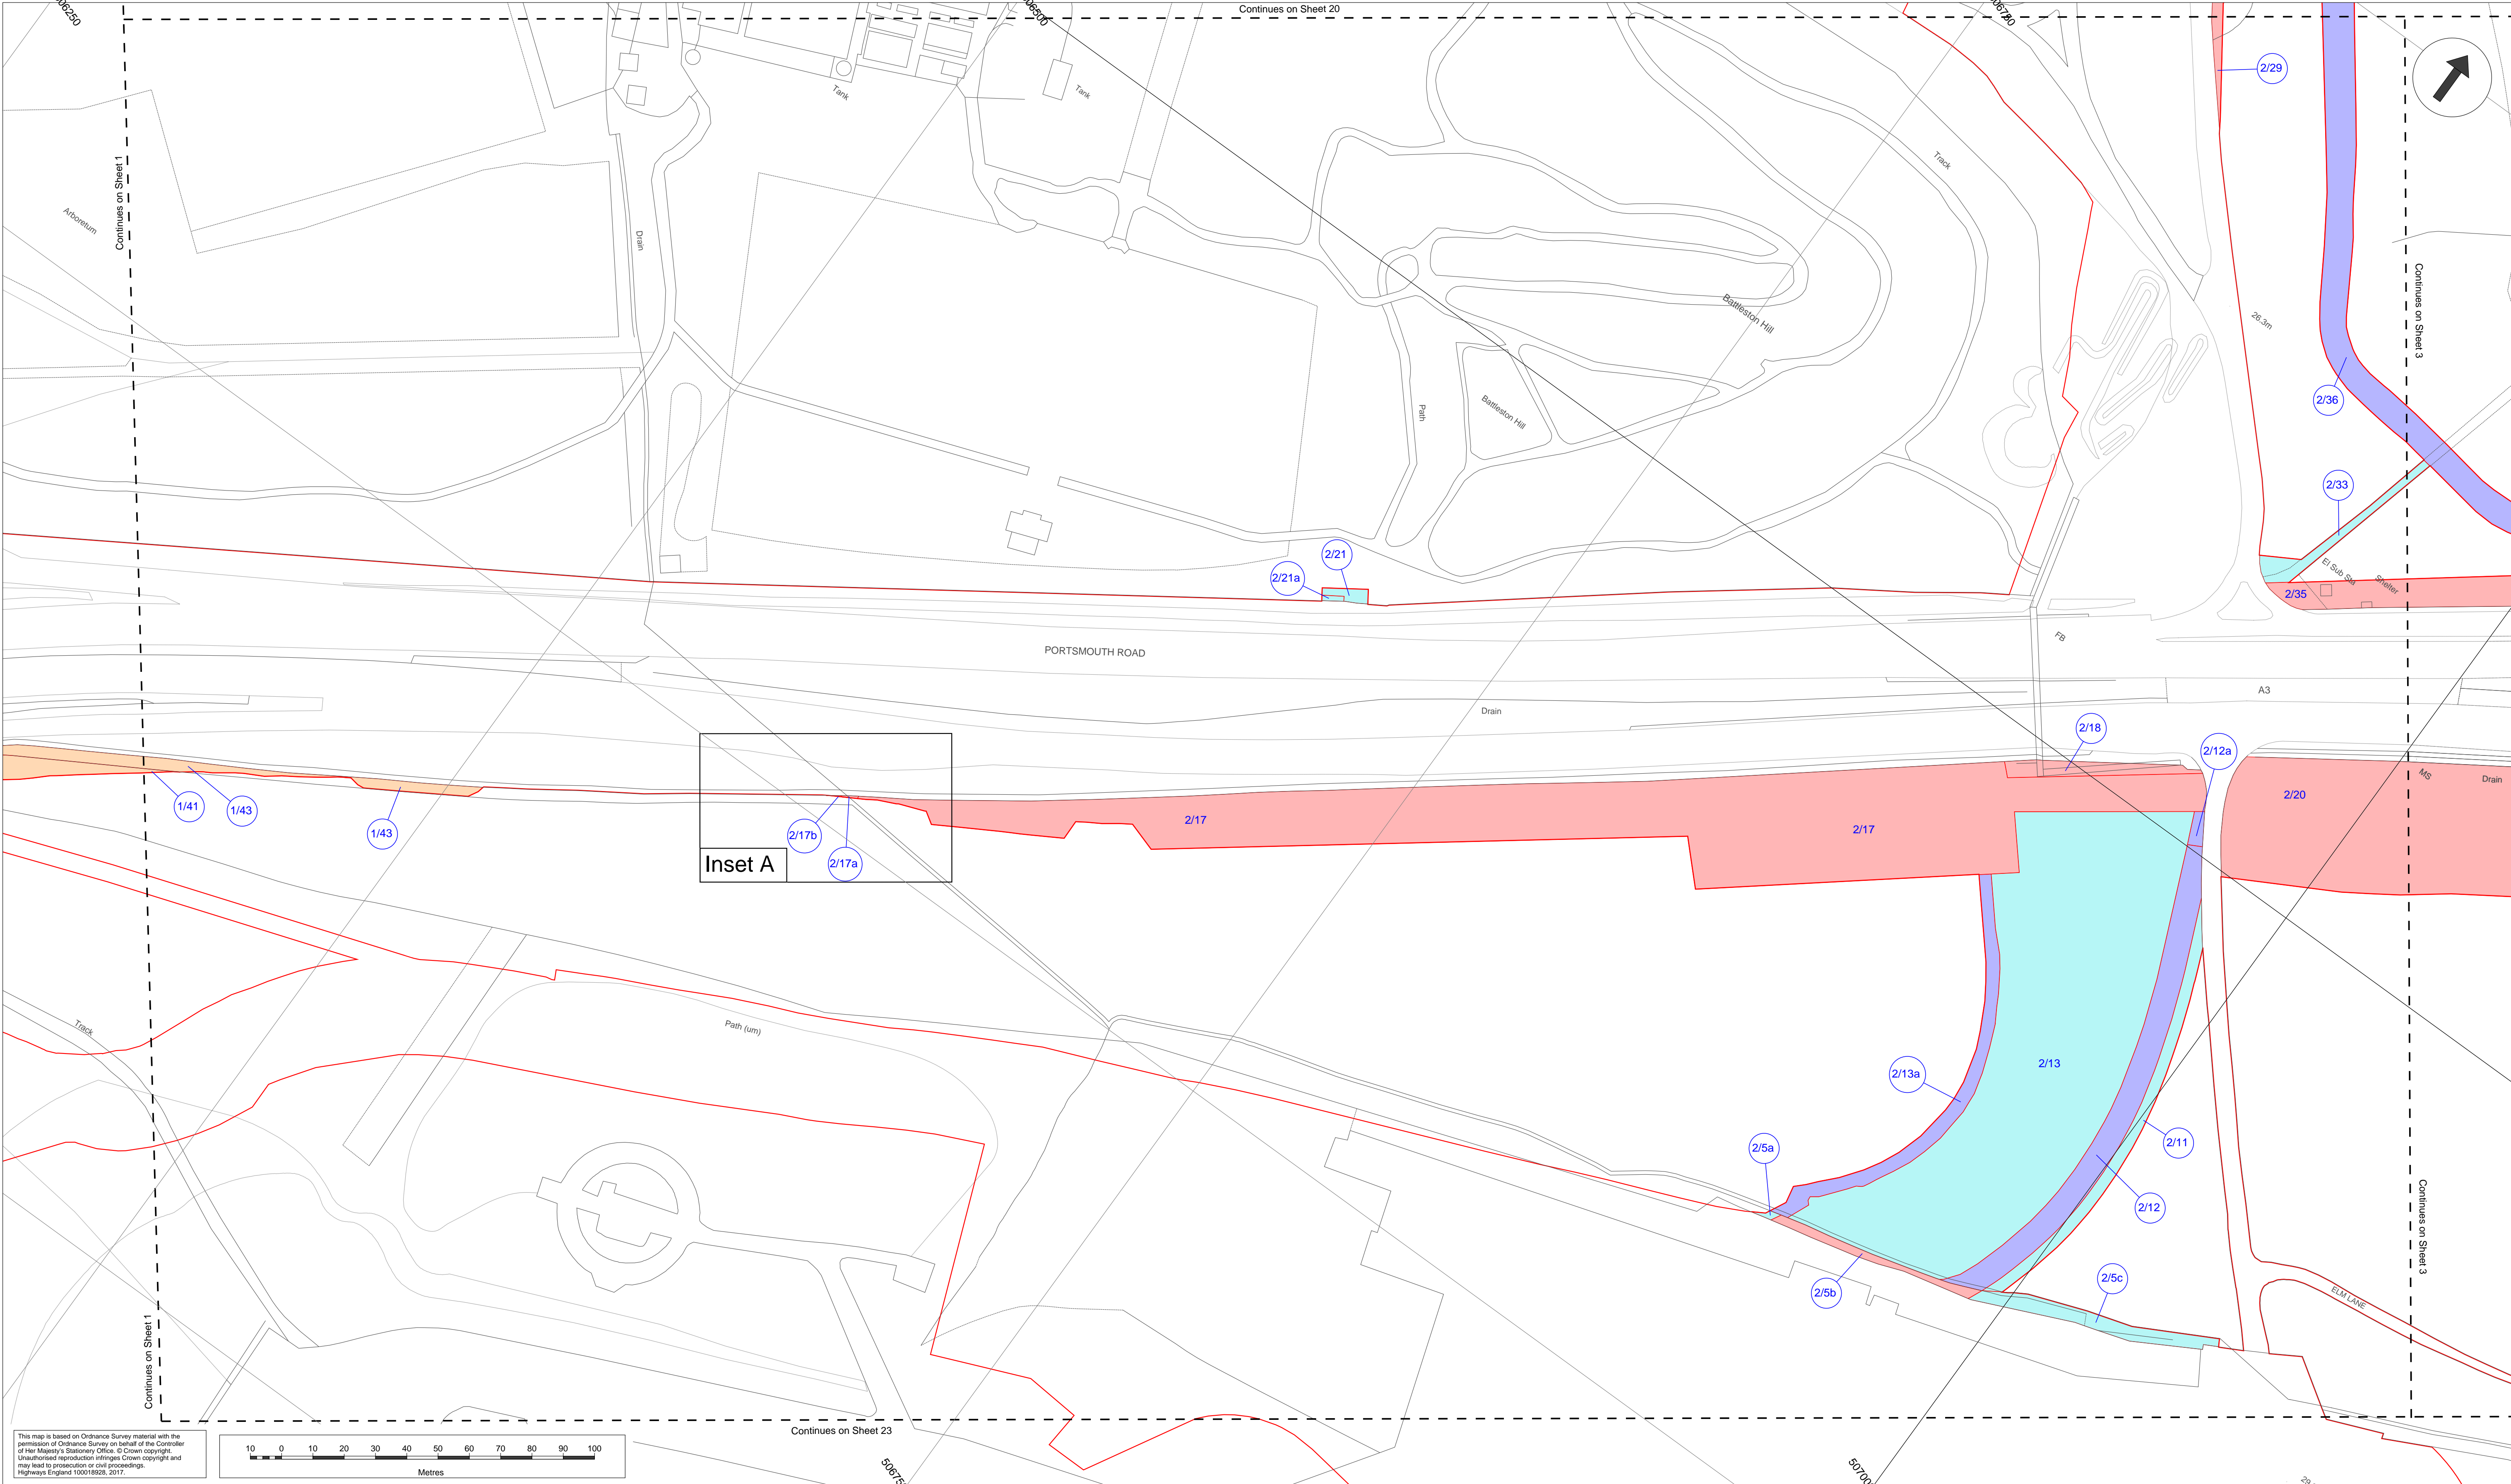 Continues on Sheet 20
506250
506500
506750
2/29
Tank
Tank
Track
Continues on Sheet 1
Arboretum
Drain
Battleston Hill
26.3m
Continues on Sheet 3
2/36
Battleston Hill
Path
2/33
2/21
2/21a
El Sub Sta
Shelter
2/35
FB
PORTSMOUTH ROAD
A3
Drain
2/18
2/12a
MS
Drain
2/20
1/41
1/43
1/43
2/17b
2/17a
Inset A
2/17
2/17
Track
Path (um)
2/13
2/13a
2/11
2/5a
2/12
Continues on Sheet 3
2/5c
2/5b
ELM LANE
Continues on Sheet 1
Continues on Sheet 23
This map is based on Ordnance Survey material with the
permission of Ordnance Survey on behalf of the Controller
of Her Majesty's Stationery Office. © Crown copyright.
Unauthorised reproduction infringes Crown copyright and
may lead to prosecution or civil proceedings.
Highways England 100018928, 2017.
10 0 10 20 30 40 50 60 70 80 90 100
Metres